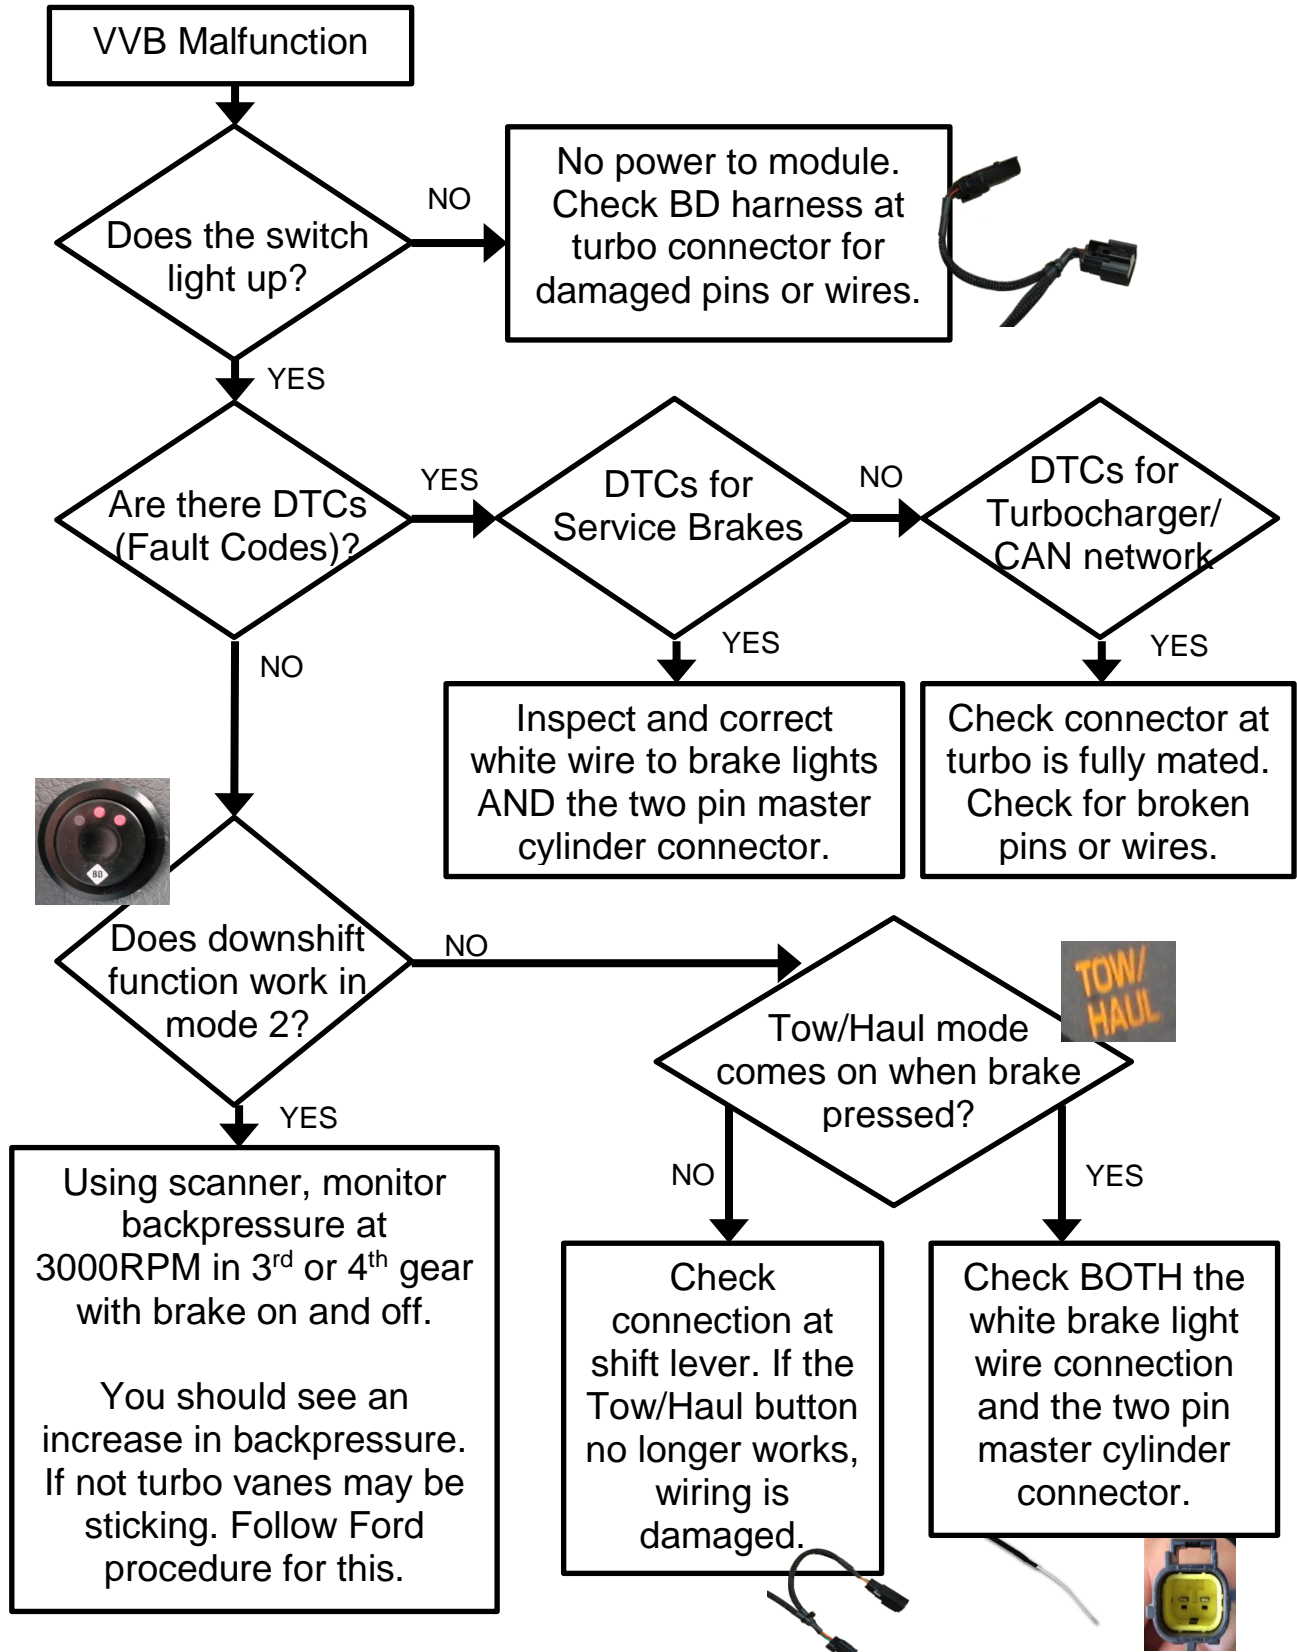 VVB Malfunction
Does the switch
light up?
NO
No power to module.
Check BD harness at
turbo connector for
damaged pins or wires.
YES
Are there DTCs
(Fault Codes)?
YES
DTCs for
Service Brakes
NO
DTCs for
Turbocharger/
CAN network
NO
YES
Inspect and correct
white wire to brake lights
AND the two pin master
cylinder connector.
YES
Check connector at
turbo is fully mated.
Check for broken
pins or wires.
BD
Does downshift
function work in
mode 2?
NO
TOW/
HAUL
Tow/Haul mode
comes on when brake
pressed?
YES
Using scanner, monitor
backpressure at
3000RPM in 3rd or 4th gear
with brake on and off.
You should see an
increase in backpressure.
If not turbo vanes may be
sticking. Follow Ford
procedure for this.
NO
Check
connection at
shift lever. If the
Tow/Haul button
no longer works,
wiring is
damaged.
YES
Check BOTH the
white brake light
wire connection
and the two pin
master cylinder
connector.